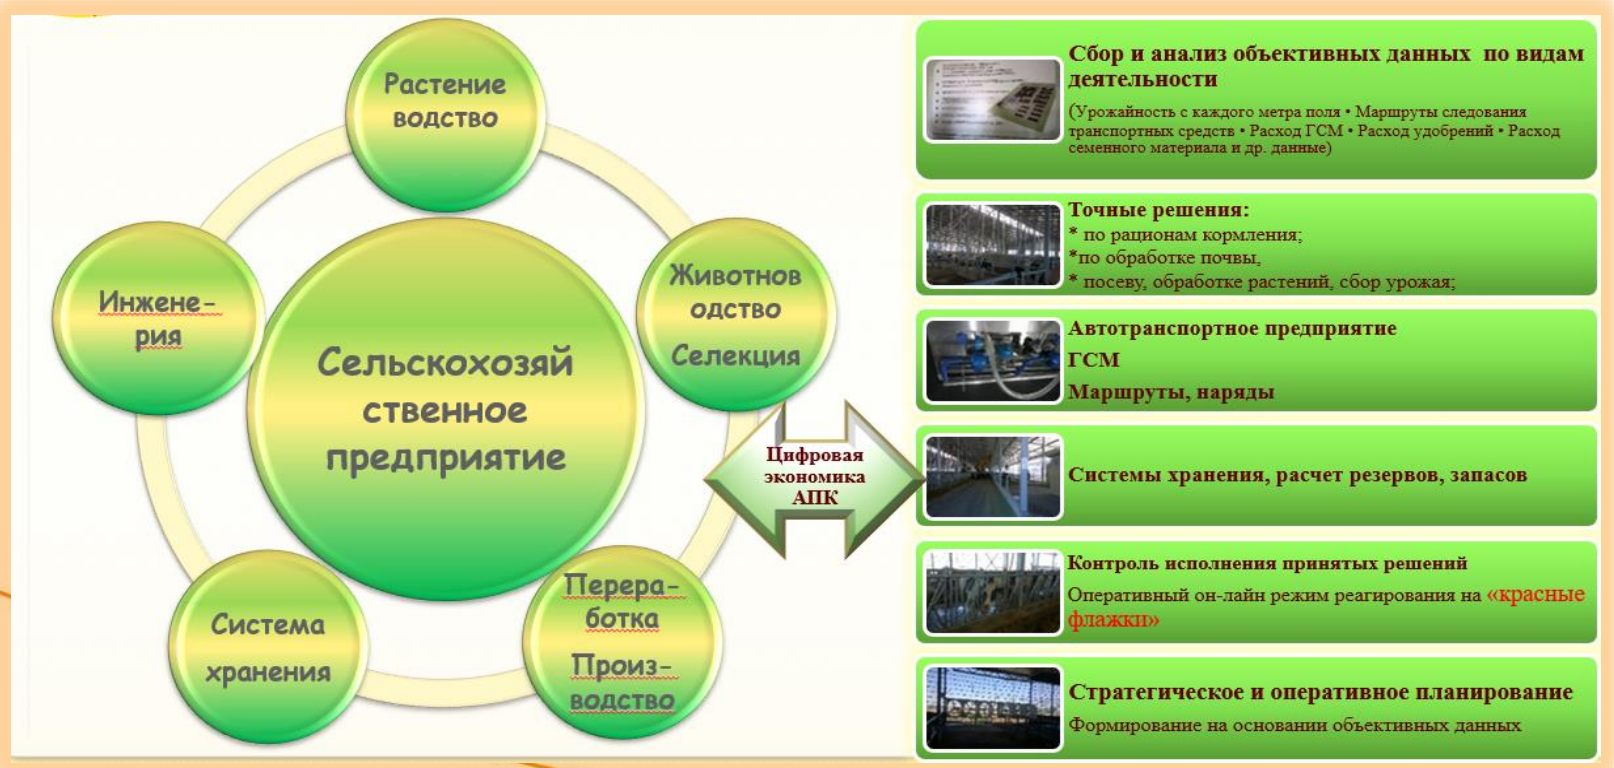 Растение
водство
Животнов
одство
Селекция
Перера-
ботка
Произ-
водство
Система
хранения
Инжене-
рия
Сельскохозяй
ственное
предприятие
Цифровая
экономика
АПК
Сбор и анализ объективных данных по видам
деятельности
(Урожайность с каждого метра поля • Маршруты следования
транспортных средств • Расход ГСМ • Расход удобрений • Расход
семенного материала и др. данные)
Точные решения:
* по рационам кормления;
*по обработке почвы,
* посеву, обработке растений, сбор урожая;
Автотранспортное предприятие
ГСМ
Маршруты, наряды
Системы хранения, расчет резервов, запасов
Контроль исполнения принятых решений
Оперативный он-лайн режим реагирования на «красные
флажки»
Стратегическое и оперативное планирование
Формирование на основании объективных данных